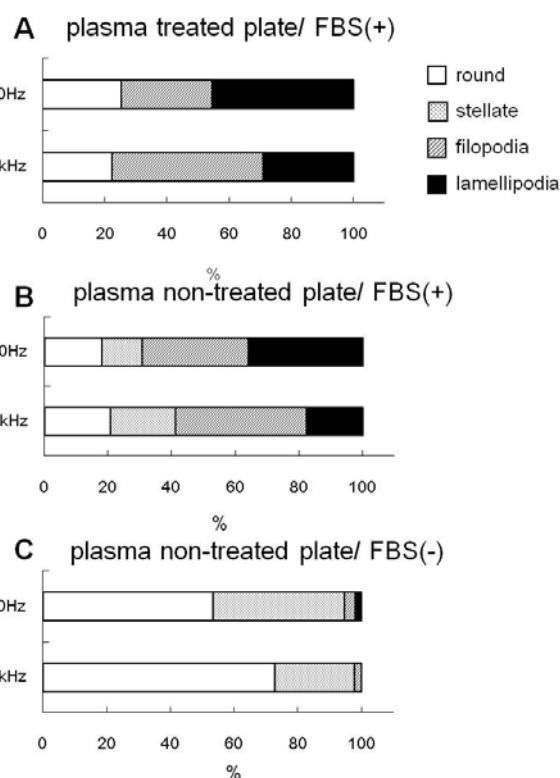 A plasma treated plate/ FBS(+)
round
stellate
filopodia
lamellipodia
0Hz
kHz
0 20 40 60 80 100
%
B plasma non-treated plate/ FBS(+)
0Hz
kHz
0 20 40 60 80 100
%
C plasma non-treated plate/ FBS(-)
0Hz
kHz
0 20 40 60 80 100
%